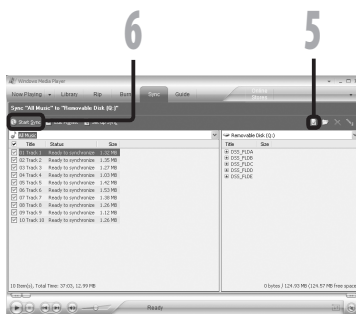 6
5
Windows Media Player
Now Playing Library Rip Burn Sync Guide
Sync "All Music" to "Removable Disk (Q:)"
Start Sync
All Music
Removable Disk (Q:)
Title Status Size
Title Size
01 Track 1 Ready to synchronize 1.32 MB
02 Track 2 Ready to synchronize 1.35 MB
03 Track 3 Ready to synchronize 1.27 MB
04 Track 4 Ready to synchronize 1.03 MB
05 Track 5 Ready to synchronize 1.42 MB
06 Track 6 Ready to synchronize 1.53 MB
07 Track 7 Ready to synchronize 1.38 MB
08 Track 8 Ready to synchronize 1.26 MB
09 Track 9 Ready to synchronize 1.12 MB
10 Track 10 Ready to synchronize 1.26 MB
DSS_FLDA
DSS_FLDB
DSS_FLDC
DSS_FLDD
DSS_FLDE
10 Item(s), Total Time: 37:03, 12.99 MB
0 bytes / 124.93 MB (124.57 MB free space
Ready